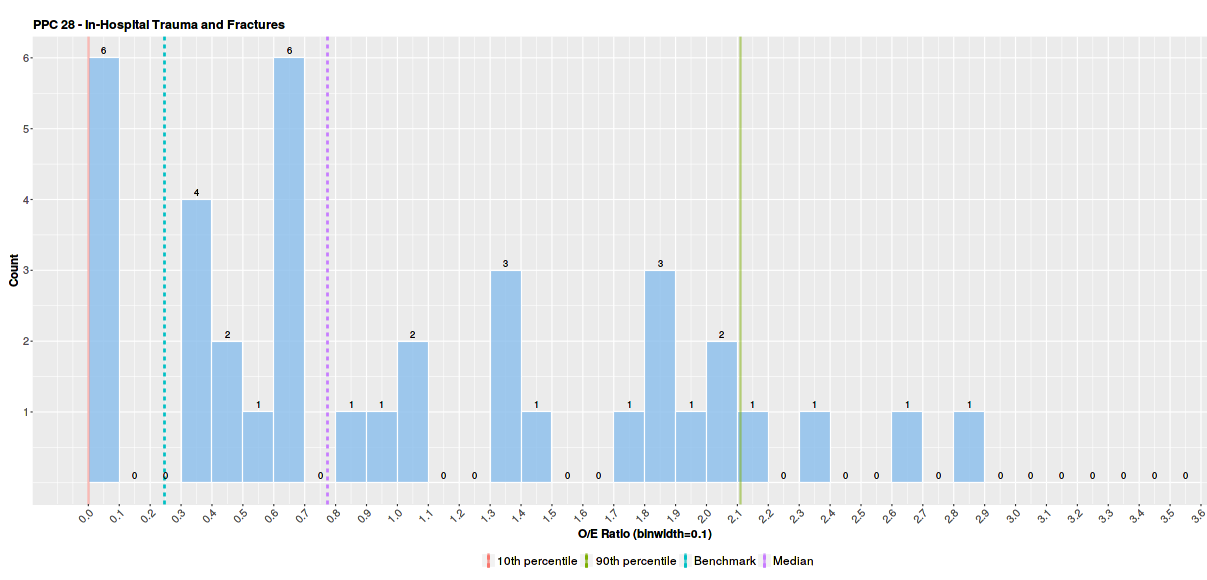 PPC 28 - In-Hospital Trauma and Fractures
6 6
6
5
4
4
3 3
3
2 2 2
2
1 1 1 1 1 1 1 1 1 1
1
0 0 0 0 0 0 0 0 0 0 0 0 0 0 0 0 0 0
0.0 0.1 0.2 0.3 0.4 0.5 0.6 0.7 0.8 0.9 1.0 1.1 1.2 1.3 1.4 1.5 1.6 1.7 1.8 1.9 2.0 2.1 2.2 2.3 2.4 2.5 2.6 2.7 2.8 2.9 3.0 3.1 3.2 3.3 3.4 3.5 3.6
Count
O/E Ratio (binwidth=0.1)
10th percentile 90th percentile Benchmark Median